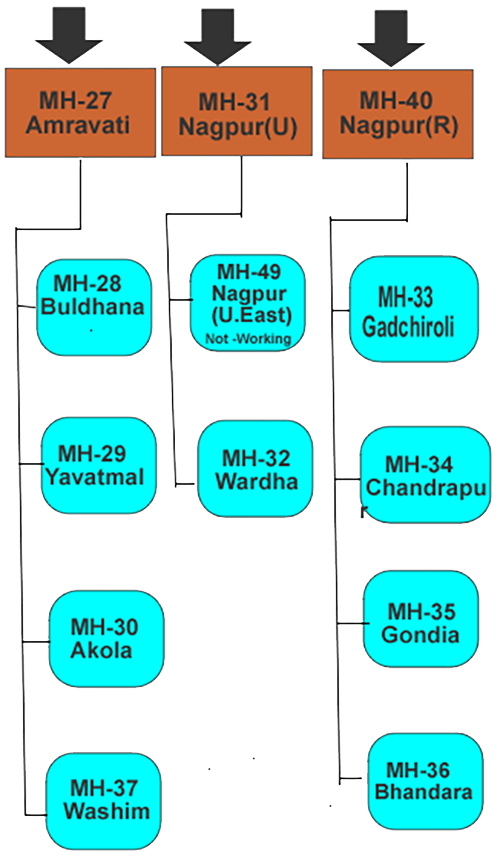 MH-27
Amravati
MH-31
Nagpur(U)
MH-40
Nagpur(R)
MH-28
Buldhana
MH-29
Yavatmal
MH-30
Akola
MH-37
Washim
MH-49
Nagpur
(U.East)
Not -Working
MH-32
Wardha
MH-33
Gadchiroli
MH-34
Chandrapu
r
MH-35
Gondia
MH-36
Bhandara